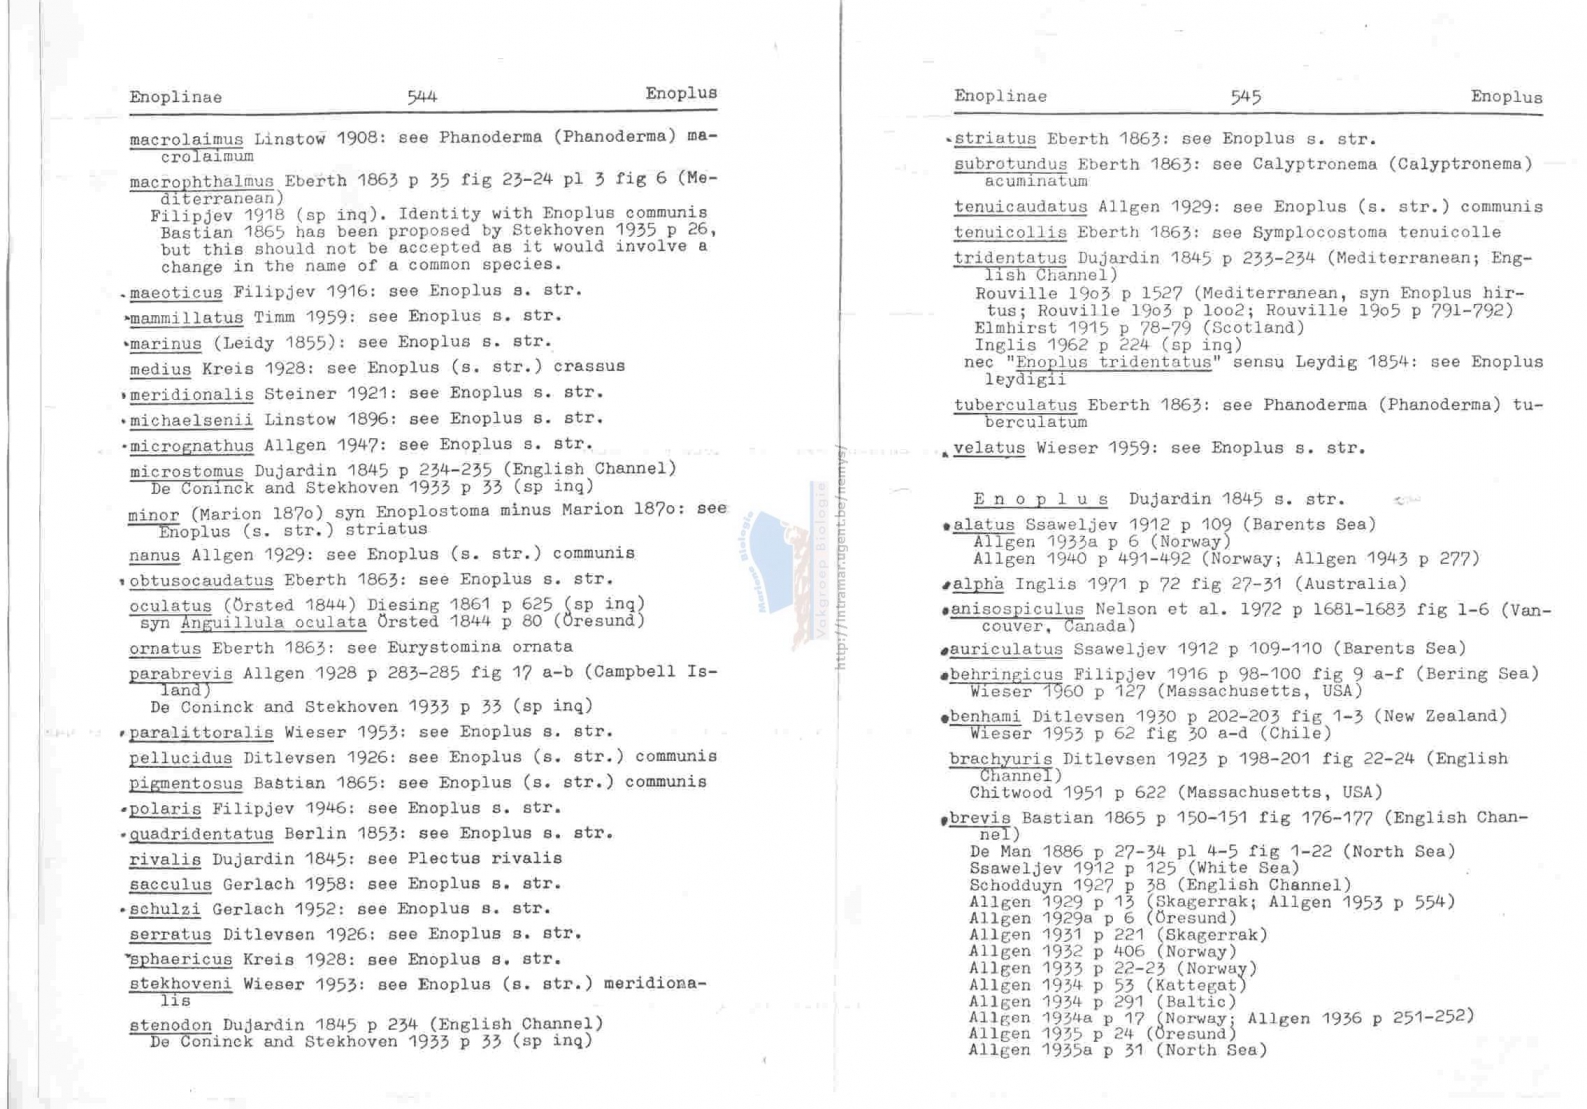 Enoplinae 544 Enoplus
macrolaimus Linstow 1908: see Phanoderma (Phanoderma) ma-
crolaimum
macrophthalmus Eberth 1863 p 35 fig 23-24 pl 3 fig 6 (Me-
diterranean)
Filipjev 1918 (sp inq). Identity with Enoplus communis
Bastian 1865 has been proposed by Stekhoven 1935 p 26,
but this should not be accepted as it would involve a
change in the name of a common species.
maeoticus Filipjev 1916: see Enoplus s. str.
mammillatus Timm 1959: see Enoplus s. str.
marinus (Leidy 1855): see Enoplus s. str.
medius Kreis 1928: see Enoplus (s. str.) crassus
meridionalis Steiner 1921: see Enoplus s. str.
michaelsenii Linstow 1896: see Enoplus s. str.
micrognathus Allgen 1947: see Enoplus s. str.
microstomus Dujardin 1845 p 234-235 (English Channel)
De Coninck and Stekhoven 1933 p 33 (sp inq)
minor (Marion 187o) syn Enoplostoma minus Marion 187o: see
Enoplus (s. str.) striatus
nanus Allgen 1929: see Enoplus (s. str.) communis
obtusocaudatus Eberth 1863: see Enoplus s. str.
oculatus (Örsted 1844) Diesing 1861 p 625 (sp inq)
syn Anguillula oculata Örsted 1844 p 80 (Öresund)
ornatus Eberth 1863: see Eurystomina ornata
parabrevis Allgen 1928 p 283-285 fig 17 a-b (Campbell Is-
land)
De Coninck and Stekhoven 1933 p 33 (sp inq)
paralittoralis Wieser 1953: see Enoplus s. str.
pellucidus Ditlevsen 1926: see Enoplus (s. str.) communis
pigmentosus Bastian 1865: see Enoplus (s. str.) communis
polaris Filipjev 1946: see Enoplus s. str.
quadridentatus Berlin 1853: see Enoplus s. str.
rivalis Dujardin 1845: see Plectus rivalis
sacculus Gerlach 1958: see Enoplus s. str.
schulzi Gerlach 1952: see Enoplus s. str.
serratus Ditlevsen 1926: see Enoplus s. str.
sphaericus Kreis 1928: see Enoplus s. str.
stekhoveni Wieser 1953: see Enoplus (s. str.) meridiona-
lis
stenodon Dujardin 1845 p 234 (English Channel)
De Coninck and Stekhoven 1933 p 33 (sp inq)
Mariene Biologie
Vakgroep Biologie
http://intramar.ugent.be/nemys/
Enoplinae 545 Enoplus
striatus Eberth 1863: see Enoplus s. str.
subrotundus Eberth 1863: see Calyptronema (Calyptronema)
acuminatum
tenuicaudatus Allgen 1929: see Enoplus (s. str.) communis
tenuicollis Eberth 1863: see Symplocostoma tenuicolle
tridentatus Dujardin 1845 p 233-234 (Mediterranean; Eng-
lish Channel)
Rouville 19o3 p 1527 (Mediterranean, syn Enoplus hir-
tus; Rouville 19o3 p 1oo2; Rouville 19o5 p 791-792)
Elmhirst 1915 p 78-79 (Scotland)
Inglis 1962 p 224 (sp inq)
nec "Enoplus tridentatus" sensu Leydig 1854: see Enoplus
leydigii
tuberculatus Eberth 1863: see Phanoderma (Phanoderma) tu-
berculatum
velatus Wieser 1959: see Enoplus s. str.
E n o p l u s Dujardin 1845 s. str.
alatus Ssaweljev 1912 p 109 (Barents Sea)
Allgen 1933a p 6 (Norway)
Allgen 1940 p 491-492 (Norway; Allgen 1943 p 277)
alpha Inglis 1971 p 72 fig 27-31 (Australia)
anisospiculus Nelson et al. 1972 p 1681-1683 fig 1-6 (Van-
couver, Canada)
auriculatus Ssaweljev 1912 p 109-110 (Barents Sea)
behringicus Filipjev 1916 p 98-100 fig 9 a-f (Bering Sea)
Wieser 1960 p 127 (Massachusetts, USA)
benhami Ditlevsen 1930 p 202-203 fig 1-3 (New Zealand)
Wieser 1953 p 62 fig 30 a-d (Chile)
brachyuris Ditlevsen 1923 p 198-201 fig 22-24 (English
Channel)
Chitwood 1951 p 622 (Massachusetts, USA)
brevis Bastian 1865 p 150-151 fig 176-177 (English Chan-
nel)
De Man 1886 p 27-34 pl 4-5 fig 1-22 (North Sea)
Ssaweljev 1912 p 125 (White Sea)
Schodduyn 1927 p 38 (English Channel)
Allgen 1929 p 13 (Skagerrak; Allgen 1953 p 554)
Allgen 1929a p 6 (Öresund)
Allgen 1931 p 221 (Skagerrak)
Allgen 1932 p 406 (Norway)
Allgen 1933 p 22-23 (Norway)
Allgen 1934 p 53 (Kattegat)
Allgen 1934 p 291 (Baltic)
Allgen 1934a p 17 (Norway; Allgen 1936 p 251-252)
Allgen 1935 p 24 (Öresund)
Allgen 1935a p 31 (North Sea)